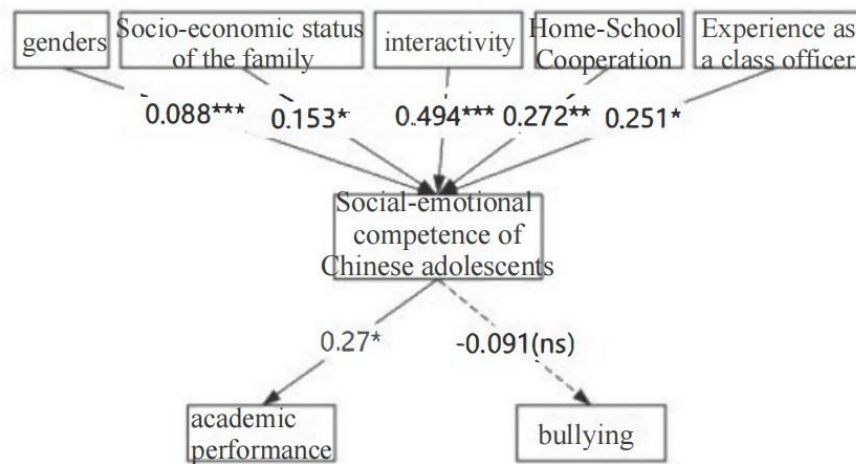 genders
Socio-economic status
of the family
interactivity
Home-School
Cooperation
Experience as
a class officer
0.088***
0.153*
0.494***
0.272**
0.251*
Social-emotional
competence of
Chinese adolescents
0.27*
-0.091(ns)
academic
performance
bullying